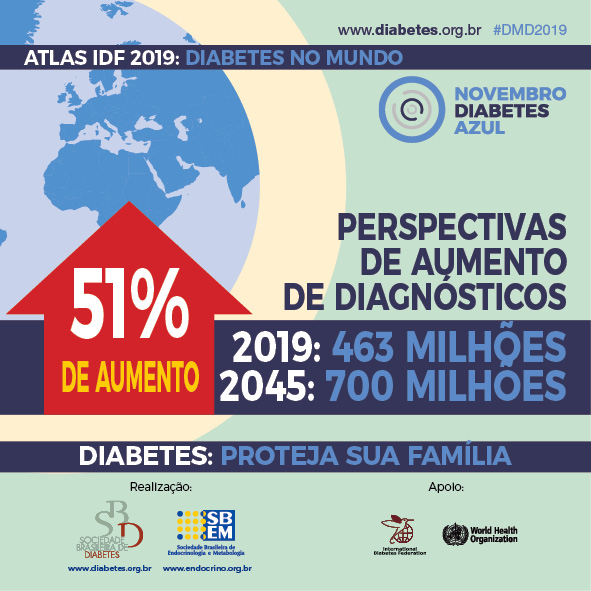 www.diabetes.org.br #DMD2019
ATLAS IDF 2019: DIABETES NO MUNDO
NOVEMBRO
DIABETES
AZUL
PERSPECTIVAS
DE AUMENTO
DE DIAGNÓSTICOS
51%
DE AUMENTO
2019: 463 MILHÕES
2045: 700 MILHÕES
DIABETES: PROTEJA SUA FAMÍLIA
Realização:
Apoio:
SBD
SOCIEDADE
BRASILEIRA DE
DIABETES
www.diabetes.org.br
SB
EM
Sociedade Brasileira de
Endocrinologia e Metabologia
www.endocrino.org.br
International
Diabetes Federation
World Health
Organization